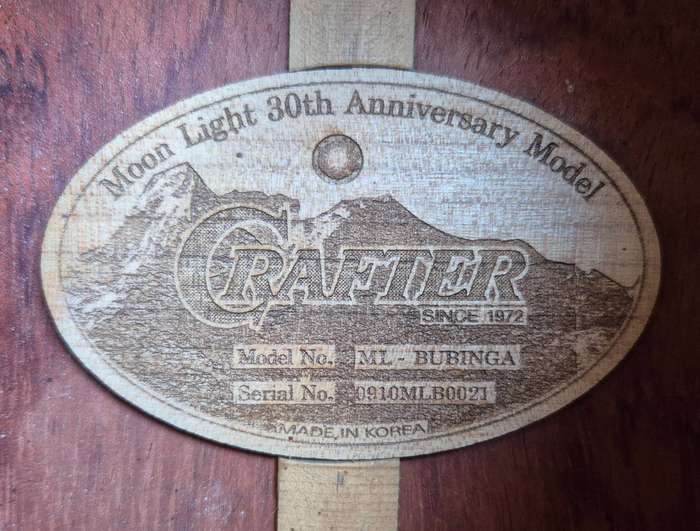 Moon Light 30th Anniversary Model
CRAFTER
SINCE 1972
Model No. ML - BUBINGA
Serial No. 0910MLB0021
MADE IN KOREA